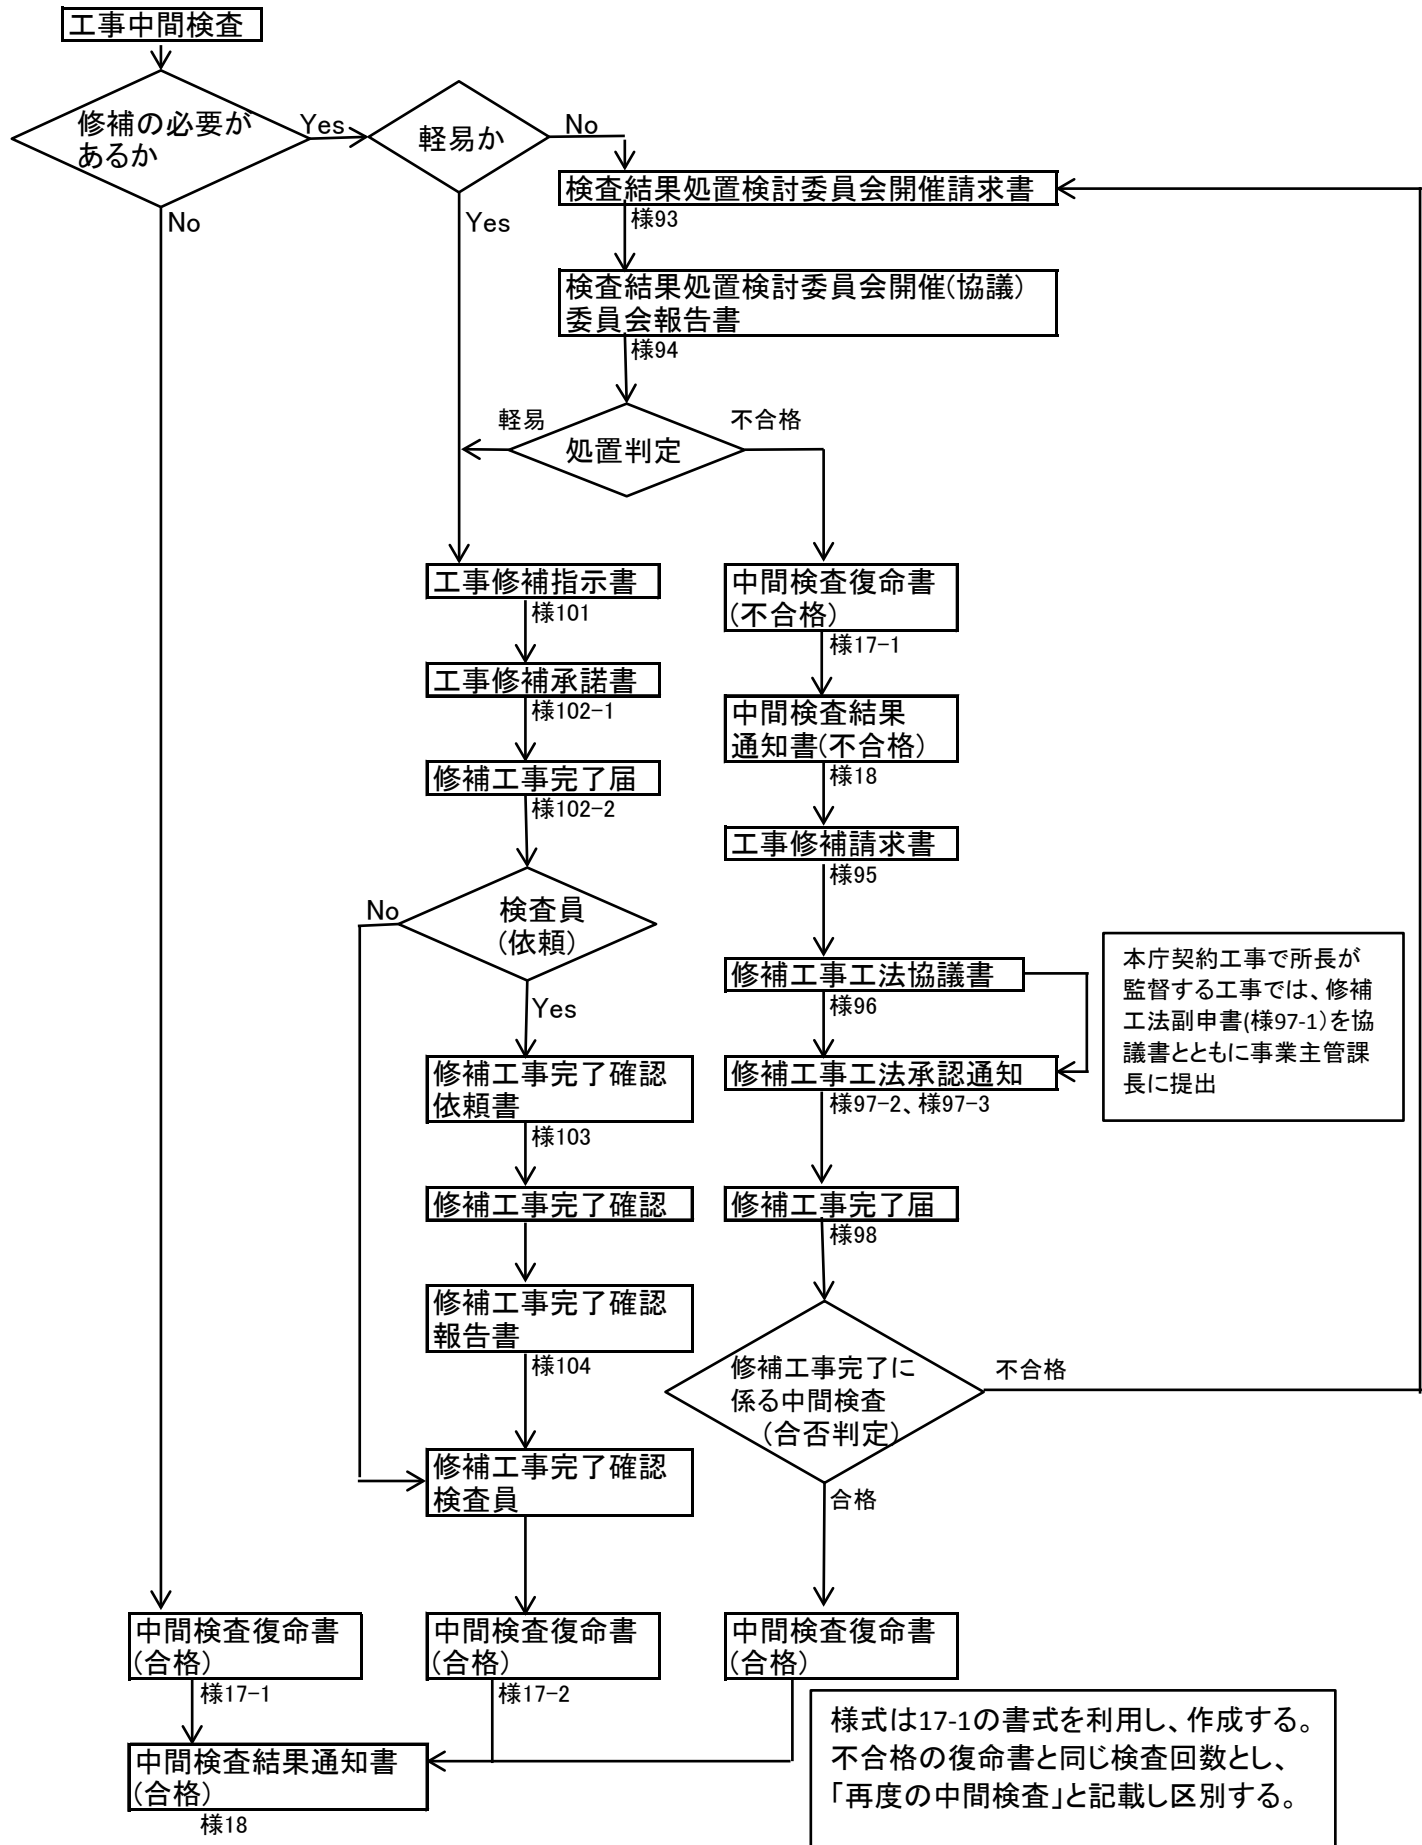 工事中間検査
修補の必要が
あるか
Yes
No
軽易か
No
Yes
検査結果処置検討委員会開催請求書
様93
検査結果処置検討委員会開催(協議)
委員会報告書
様94
軽易
処置判定
不合格
工事修補指示書
様101
工事修補承諾書
様102-1
修補工事完了届
様102-2
検査員
(依頼)
No
Yes
修補工事完了確認
依頼書
様103
修補工事完了確認
修補工事完了確認
報告書
様104
修補工事完了確認
検査員
中間検査復命書
(不合格)
様17-1
中間検査結果
通知書(不合格)
様18
工事修補請求書
様95
修補工事工法協議書
様96
本庁契約工事で所長が
監督する工事では、修補
工法副申書(様97-1)を協
議書とともに事業主管課
長に提出
修補工事工法承認通知
様97-2、様97-3
修補工事完了届
様98
修補工事完了に
係る中間検査
(合否判定)
不合格
合格
中間検査復命書
(合格)
様17-1
中間検査復命書
(合格)
様17-2
中間検査復命書
(合格)
中間検査結果通知書
(合格)
様18
様式は17-1の書式を利用し、作成する。
不合格の復命書と同じ検査回数とし、
「再度の中間検査」と記載し区別する。